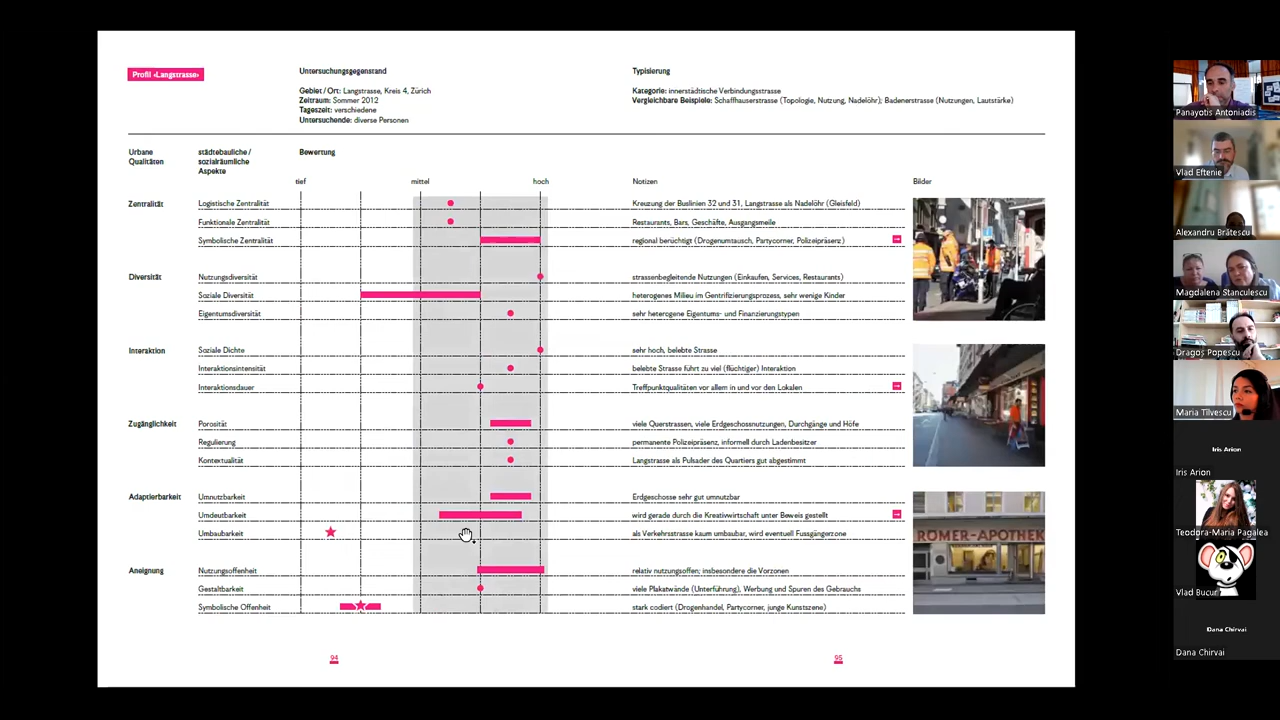 Profil «Langstrasse»
Untersuchungsgegenstand
Gebiet / Ort: Langstrasse, Kreis 4, Zürich
Zeitraum: Sommer 2012
Tageszeit: verschiedene
Untersuchende: diverse Personen
Typisierung
Kategorie: innerstädtische Verbindungsstrasse
Vergleichbare Beispiele: Schaffhauserstrasse (Topologie, Nutzung, Nadelöhr); Badenerstrasse (Nutzungen, Lautstärke)
Urbane
Qualitäten
städtebauliche /
sozialräumliche
Aspekte
Bewertung
tief mittel hoch Notizen Bilder
Zentralität Logistische Zentralität Kreuzung der Buslinien 32 und 31, Langstrasse als Nadelöhr (Gleisfeld)
Funktionale Zentralität Restaurants, Bars, Geschäfte, Ausgangsmeile
Symbolische Zentralität regional berüchtigt (Drogenumtausch, Partycorner, Polizeipräsenz)
Diversität Nutzungsdiversität strassenbegleitende Nutzungen (Einkaufen, Services, Restaurants)
Soziale Diversität heterogenes Milieu im Gentrifizierungsprozess, sehr wenige Kinder
Eigentumsdiversität sehr heterogene Eigentums- und Finanzierungstypen
Interaktion Soziale Dichte sehr hoch, belebte Strasse
Interaktionsintensität belebte Strasse führt zu viel (flüchtiger) Interaktion
Interaktionsdauer Treffpunktqualitäten vor allem in und vor den Lokalen
Zugänglichkeit Porosität viele Querstrassen, viele Erdgeschossnutzungen, Durchgänge und Höfe
Regulierung permanente Polizeipräsenz, informell durch Ladenbesitzer
Kontextualität Langstrasse als Pulsader des Quartiers gut abgestimmt
Adaptierbarkeit Umnutzbarkeit Erdgeschosse sehr gut umnutzbar
Umdeutbarkeit wird gerade durch die Kreativwirtschaft unter Beweis gestellt
Umbaubarkeit als Verkehrsstrasse kaum umbaubar, wird eventuell Fussgängerzone
Aneignung Nutzungsoffenheit relativ nutzungsoffen; insbesondere die Vorzonen
Gestaltbarkeit viele Plakatwände (Unterführung), Werbung und Spuren des Gebrauchs
Symbolische Offenheit stark codiert (Drogenhandel, Partycorner, junge Kunstszene)
RÖMER-APOTHEK
94
95
Panayotis Antoniadis
Vlad Eftenie
Alexandru Brătescu
Magdalena Stanculescu
Dragoș Popescu
Maria Tilvescu
Iris Arion
Iris Arion
Teodora-Maria Pagalea
Vlad Bucur
Dana Chirvai
Dana Chirvai